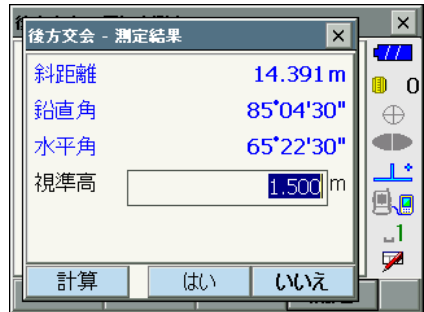 後方交会 - 測定結果
斜距離 14.391 m
鉛直角 85°04'30"
水平角 65°22'30"
視準高 1.500 m
計算 はい いいえ
0
1